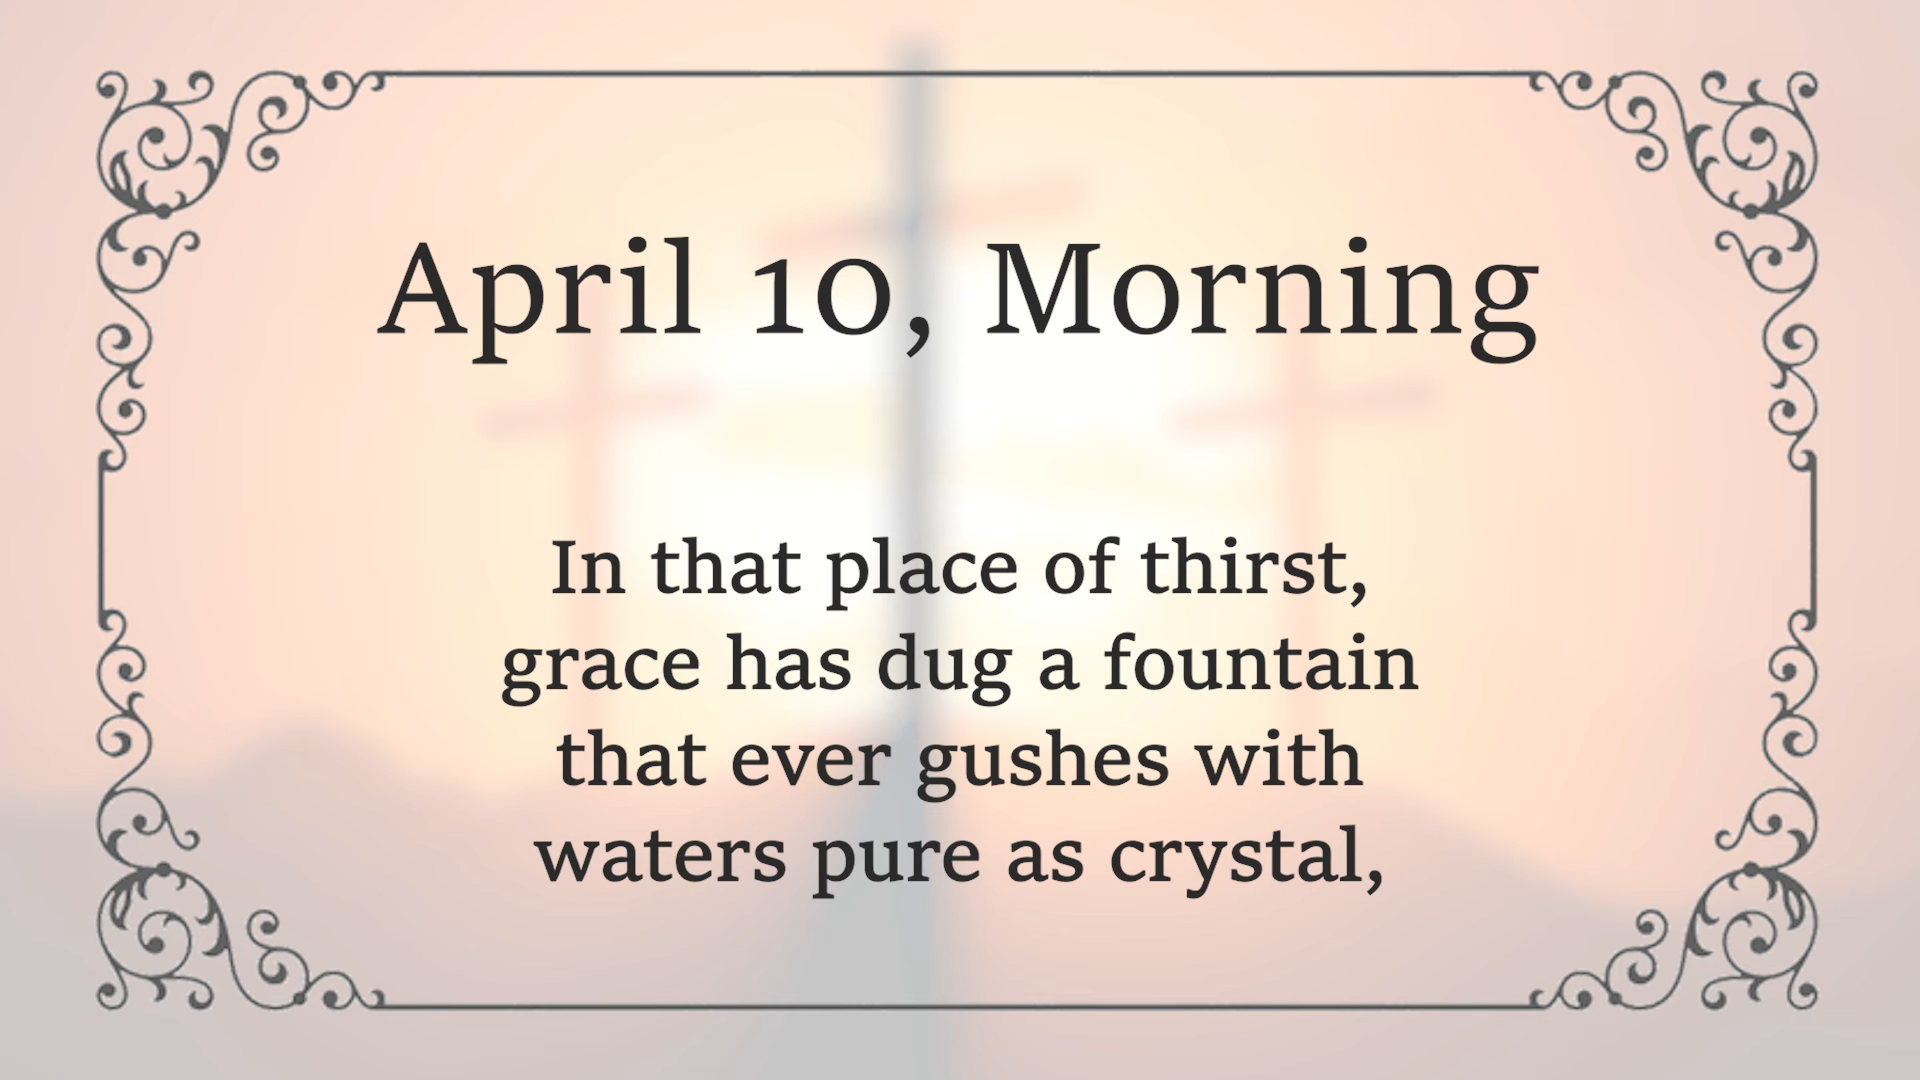 April 10, Morning
In that place of thirst,
grace has dug a fountain
that ever gushes with
waters pure as crystal,